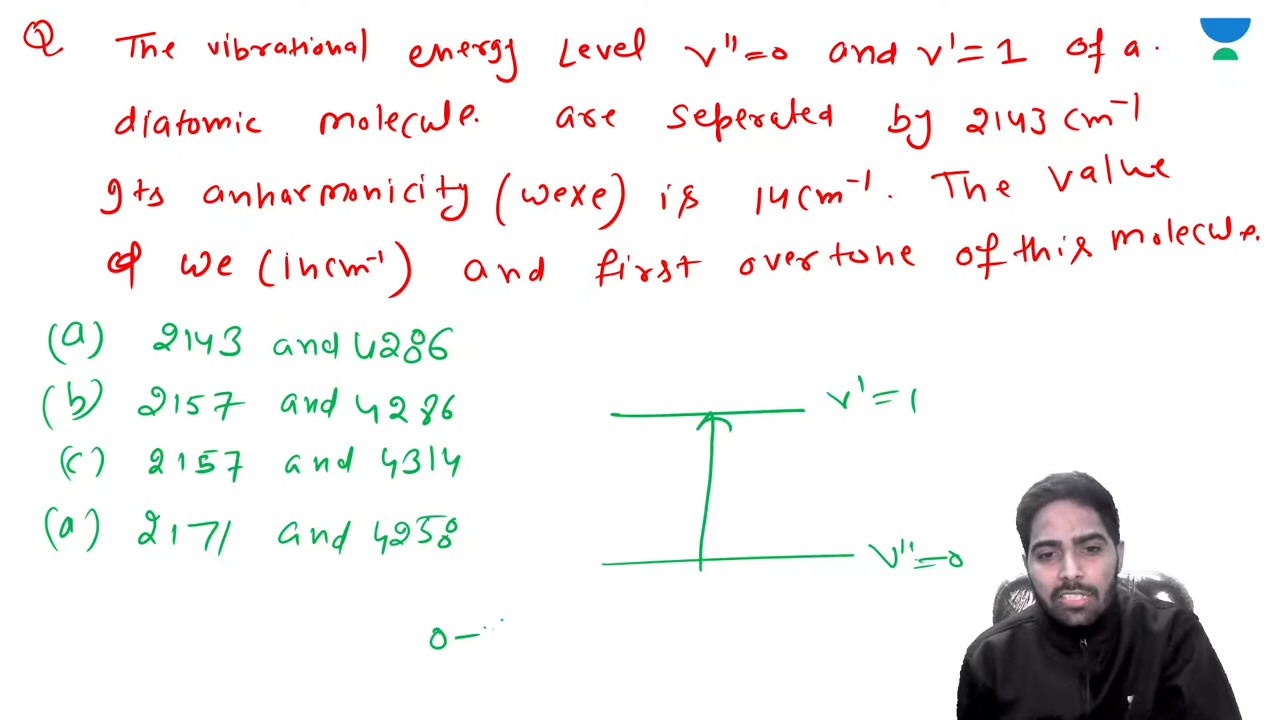 Q The vibrational energy Level v''=0 and v'=1 of a.
diatomic molecule. are seperated by 2143 cm⁻¹
Its anharmonicity (wexe) is 14 cm⁻¹. The value
of we (in cm⁻¹) and first overtone of this molecule.
(a) 2143 and 4286
(b) 2157 and 4286
(c) 2157 and 4314
(a) 2171 and 4258
v'=1
v''=0
0-